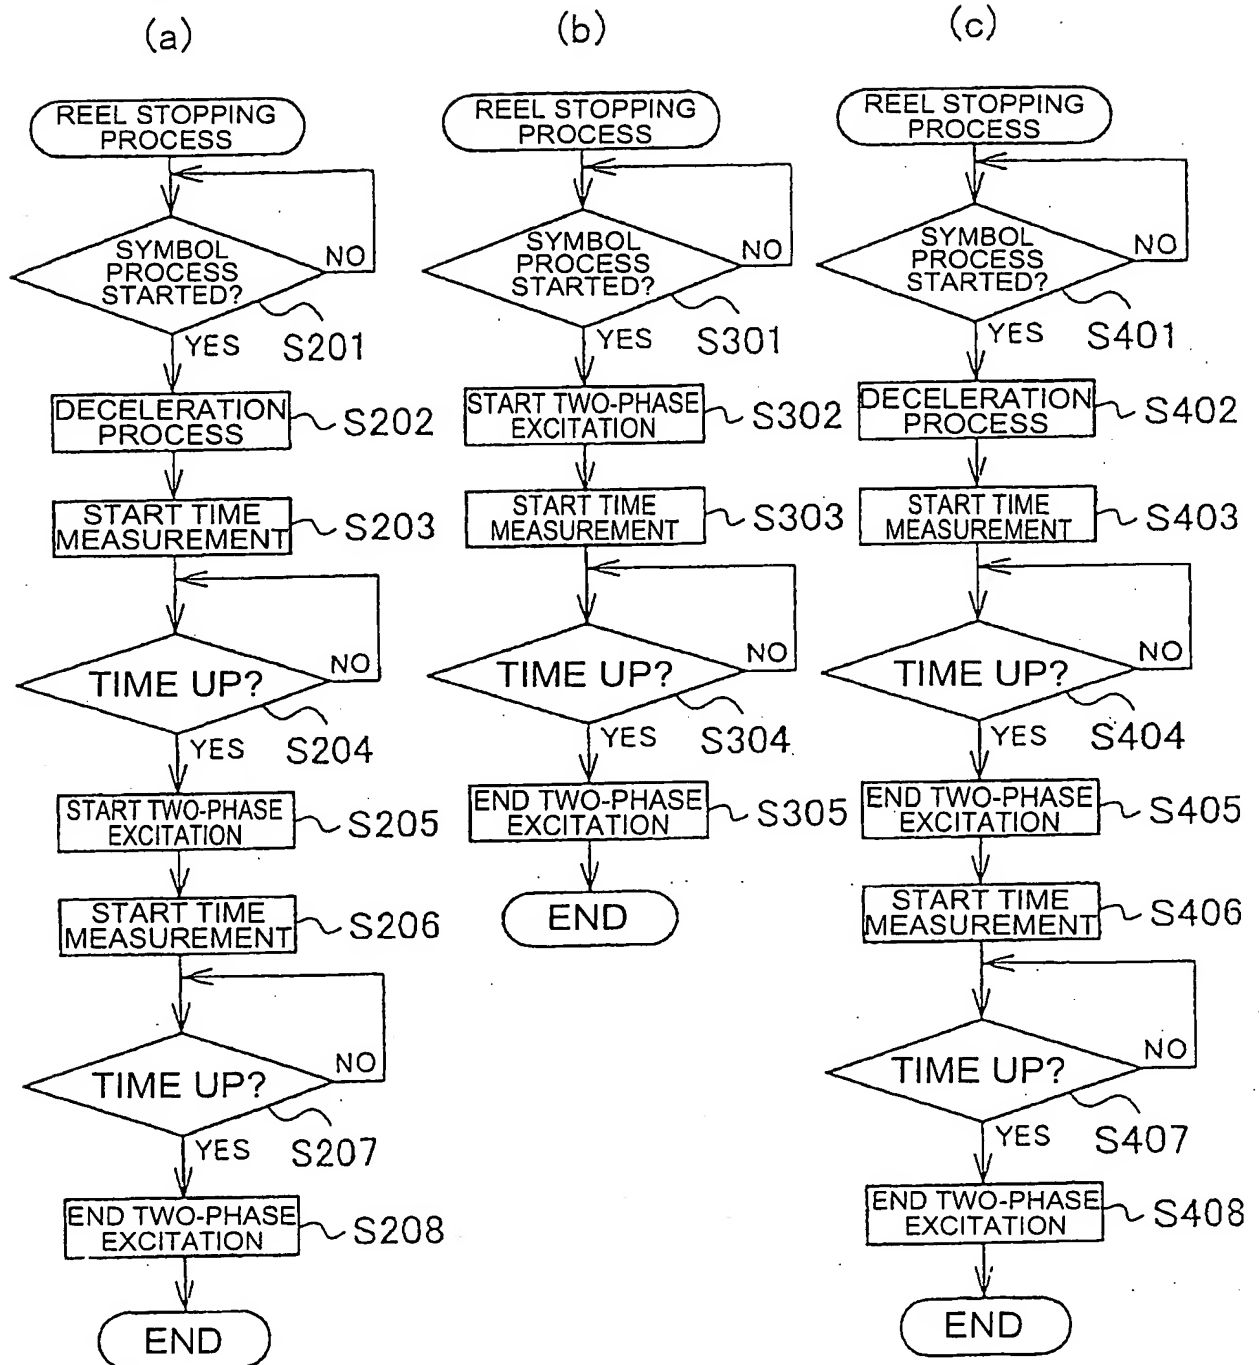 (a)
REEL STOPPING
PROCESS
SYMBOL
PROCESS
STARTED?
NO
S201
YES
DECELERATION
PROCESS
S202
START TIME
MEASUREMENT
S203
TIME UP?
NO
S204
YES
START TWO-PHASE
EXCITATION
S205
START TIME
MEASUREMENT
S206
TIME UP?
NO
S207
YES
END TWO-PHASE
EXCITATION
S208
END
(b)
REEL STOPPING
PROCESS
SYMBOL
PROCESS
STARTED?
NO
S301
YES
START TWO-PHASE
EXCITATION
S302
START TIME
MEASUREMENT
S303
TIME UP?
NO
S304
YES
END TWO-PHASE
EXCITATION
S305
END
(c)
REEL STOPPING
PROCESS
SYMBOL
PROCESS
STARTED?
NO
S401
YES
DECELERATION
PROCESS
S402
START TIME
MEASUREMENT
S403
TIME UP?
NO
S404
YES
END TWO-PHASE
EXCITATION
S405
START TIME
MEASUREMENT
S406
TIME UP?
NO
S407
YES
END TWO-PHASE
EXCITATION
S408
END